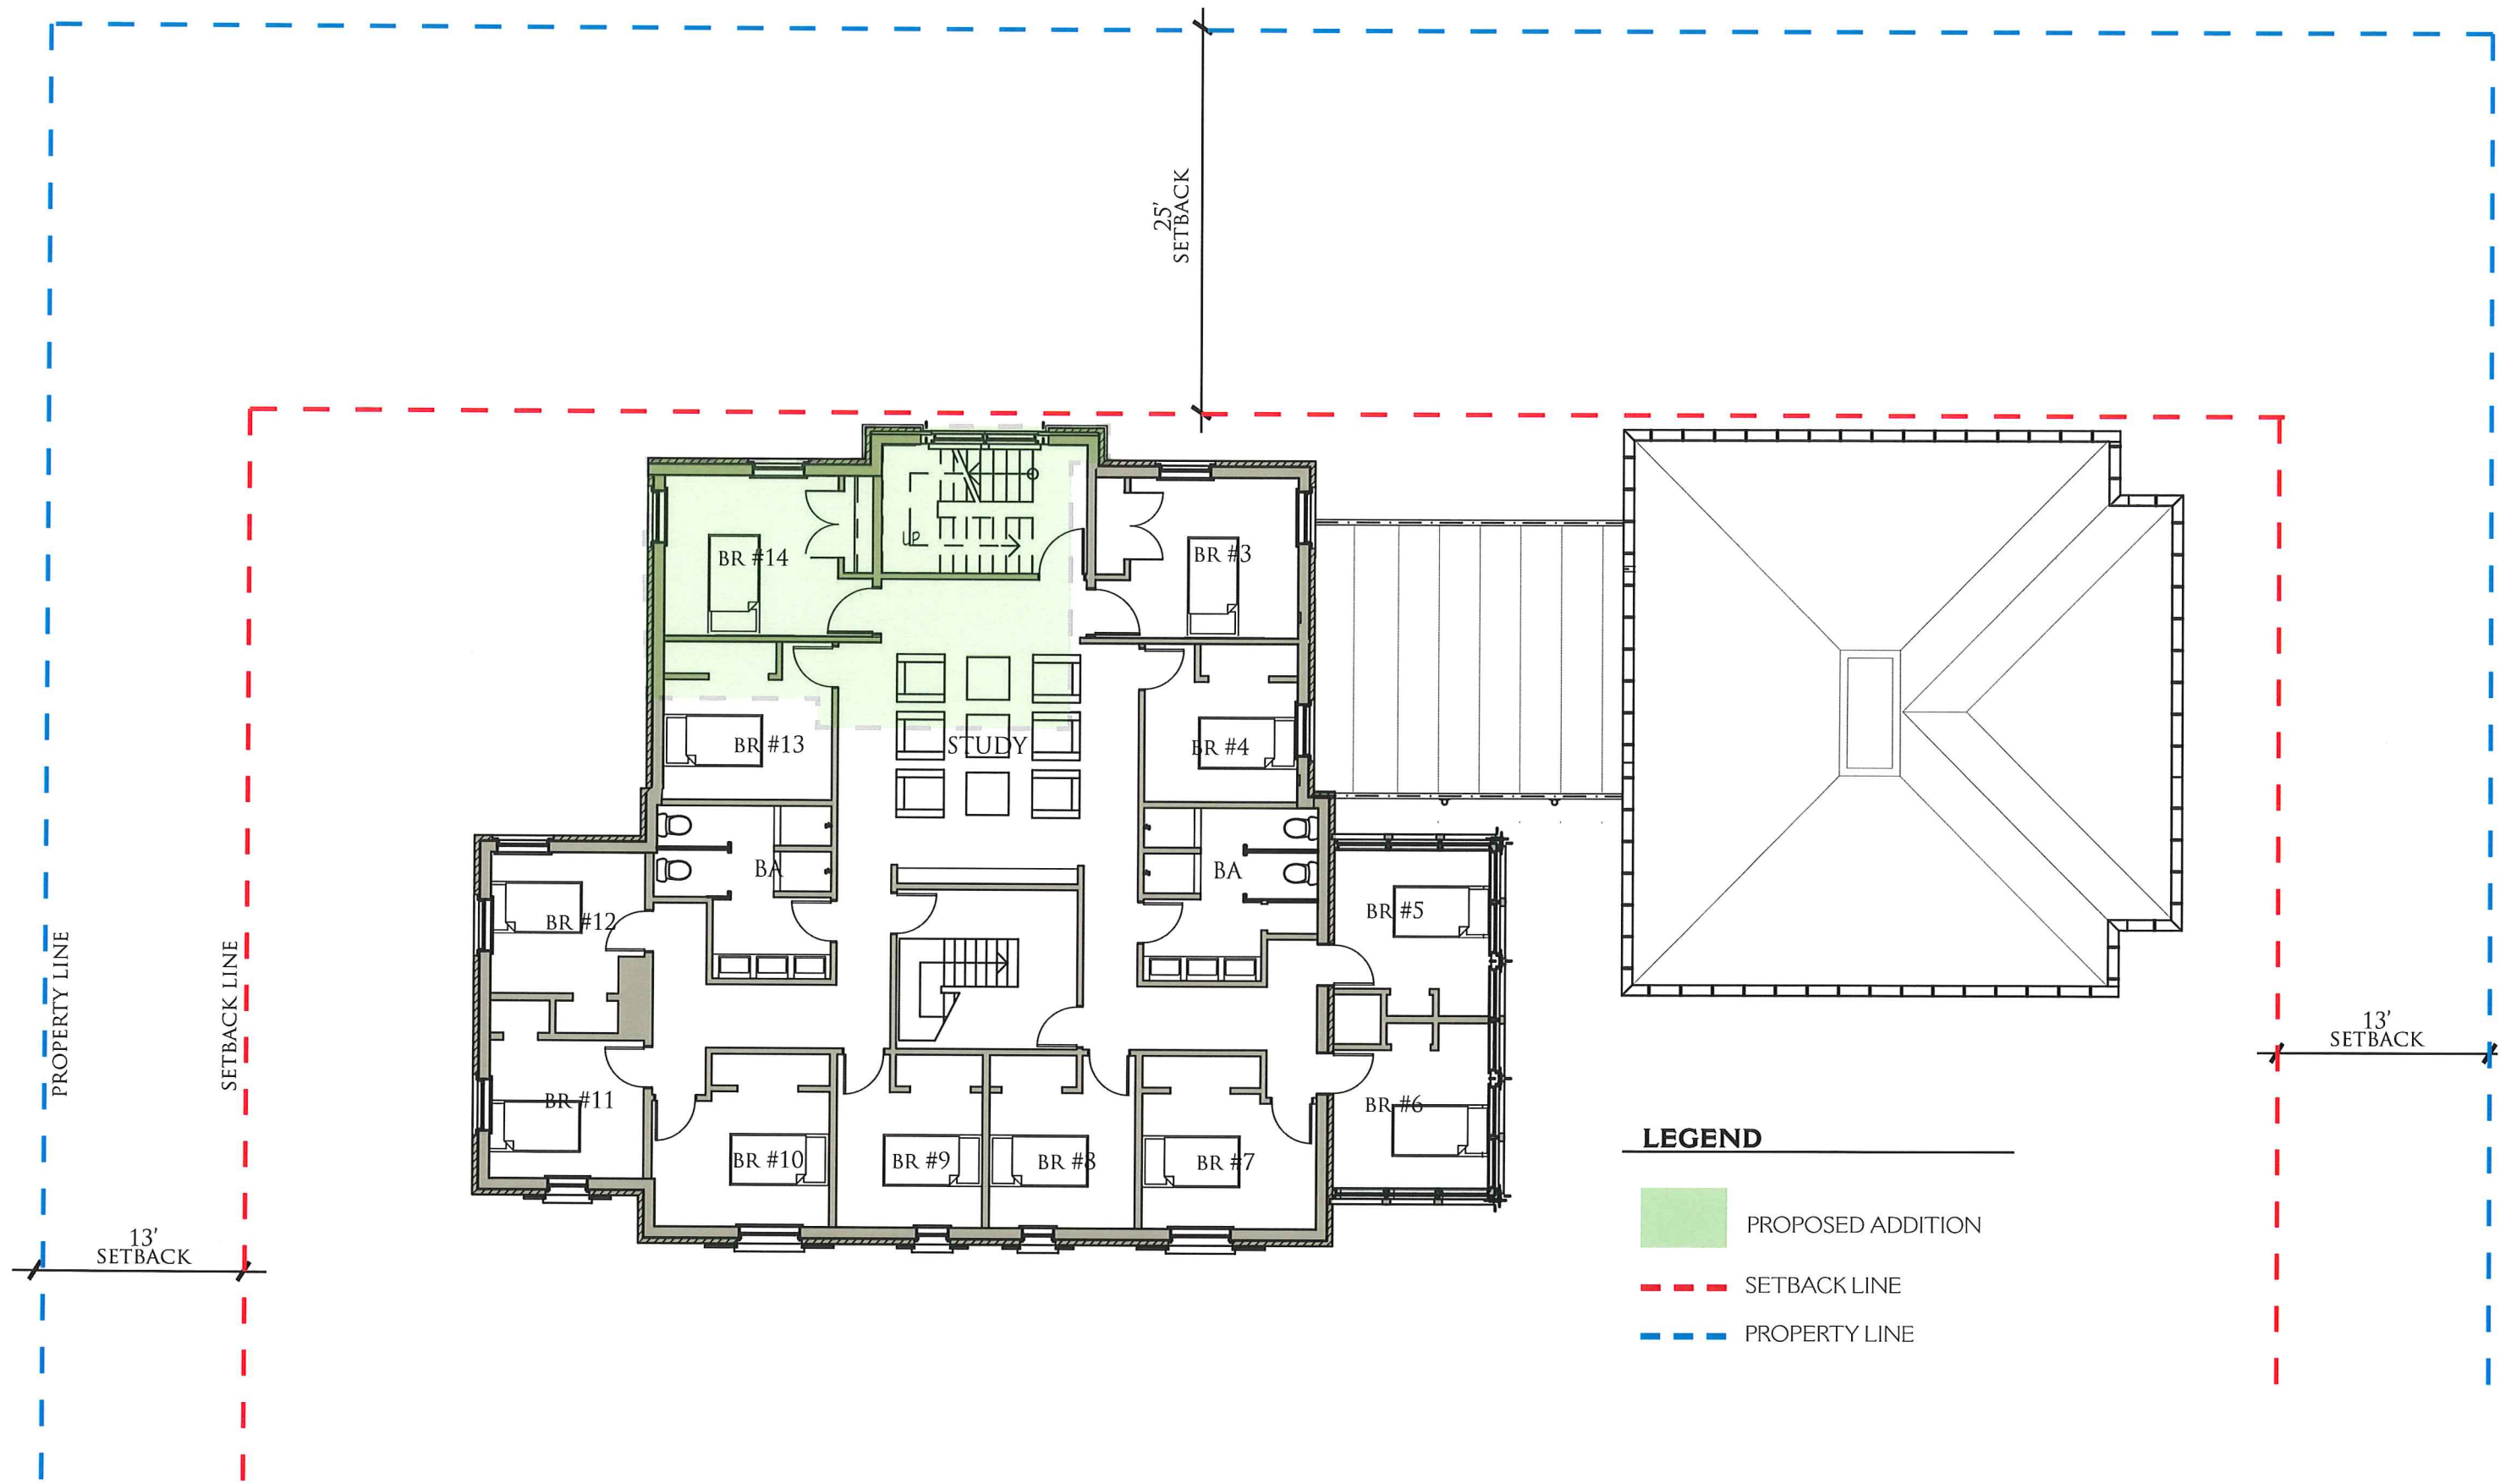 25'
SETBACK
UP
BR #14
BR #3
BR #13
STUDY
BR #4
BA
BA
BR #12
BR #5
PROPERTY LINE
SETBACK LINE
13'
SETBACK
BR #11
BR #6
BR #10
BR #9
BR #8
BR #7
LEGEND
PROPOSED ADDITION
13'
SETBACK
SETBACK LINE
PROPERTY LINE